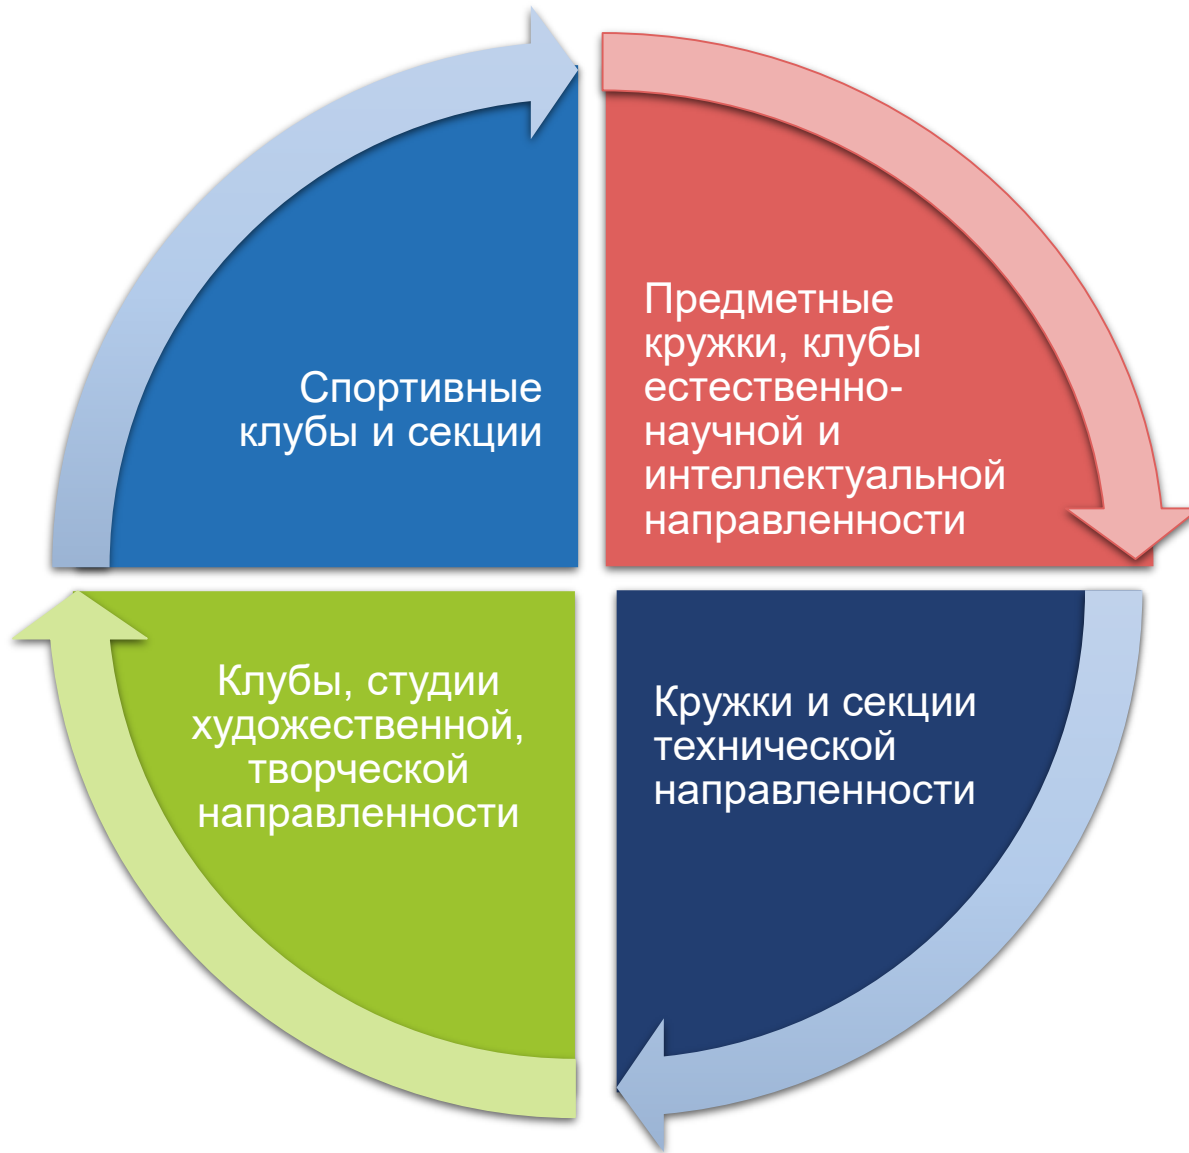 Спортивные
клубы и секции
Предметные
кружки, клубы
естественно-
научной и
интеллектуальной
направленности
Клубы, студии
художественной,
творческой
направленности
Кружки и секции
технической
направленности